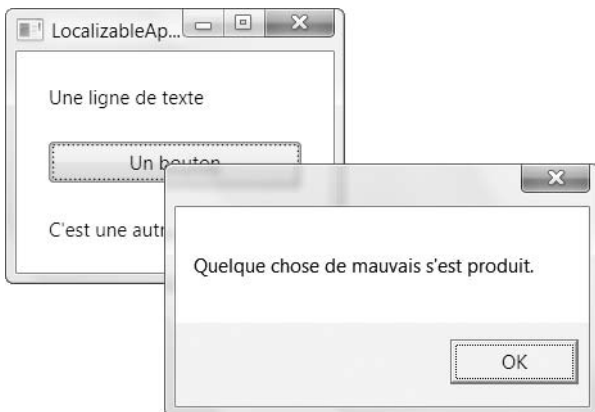 LocalizableAp...
Une ligne de texte
Un bouton
C'est une autr
Quelque chose de mauvais s'est produit.
OK